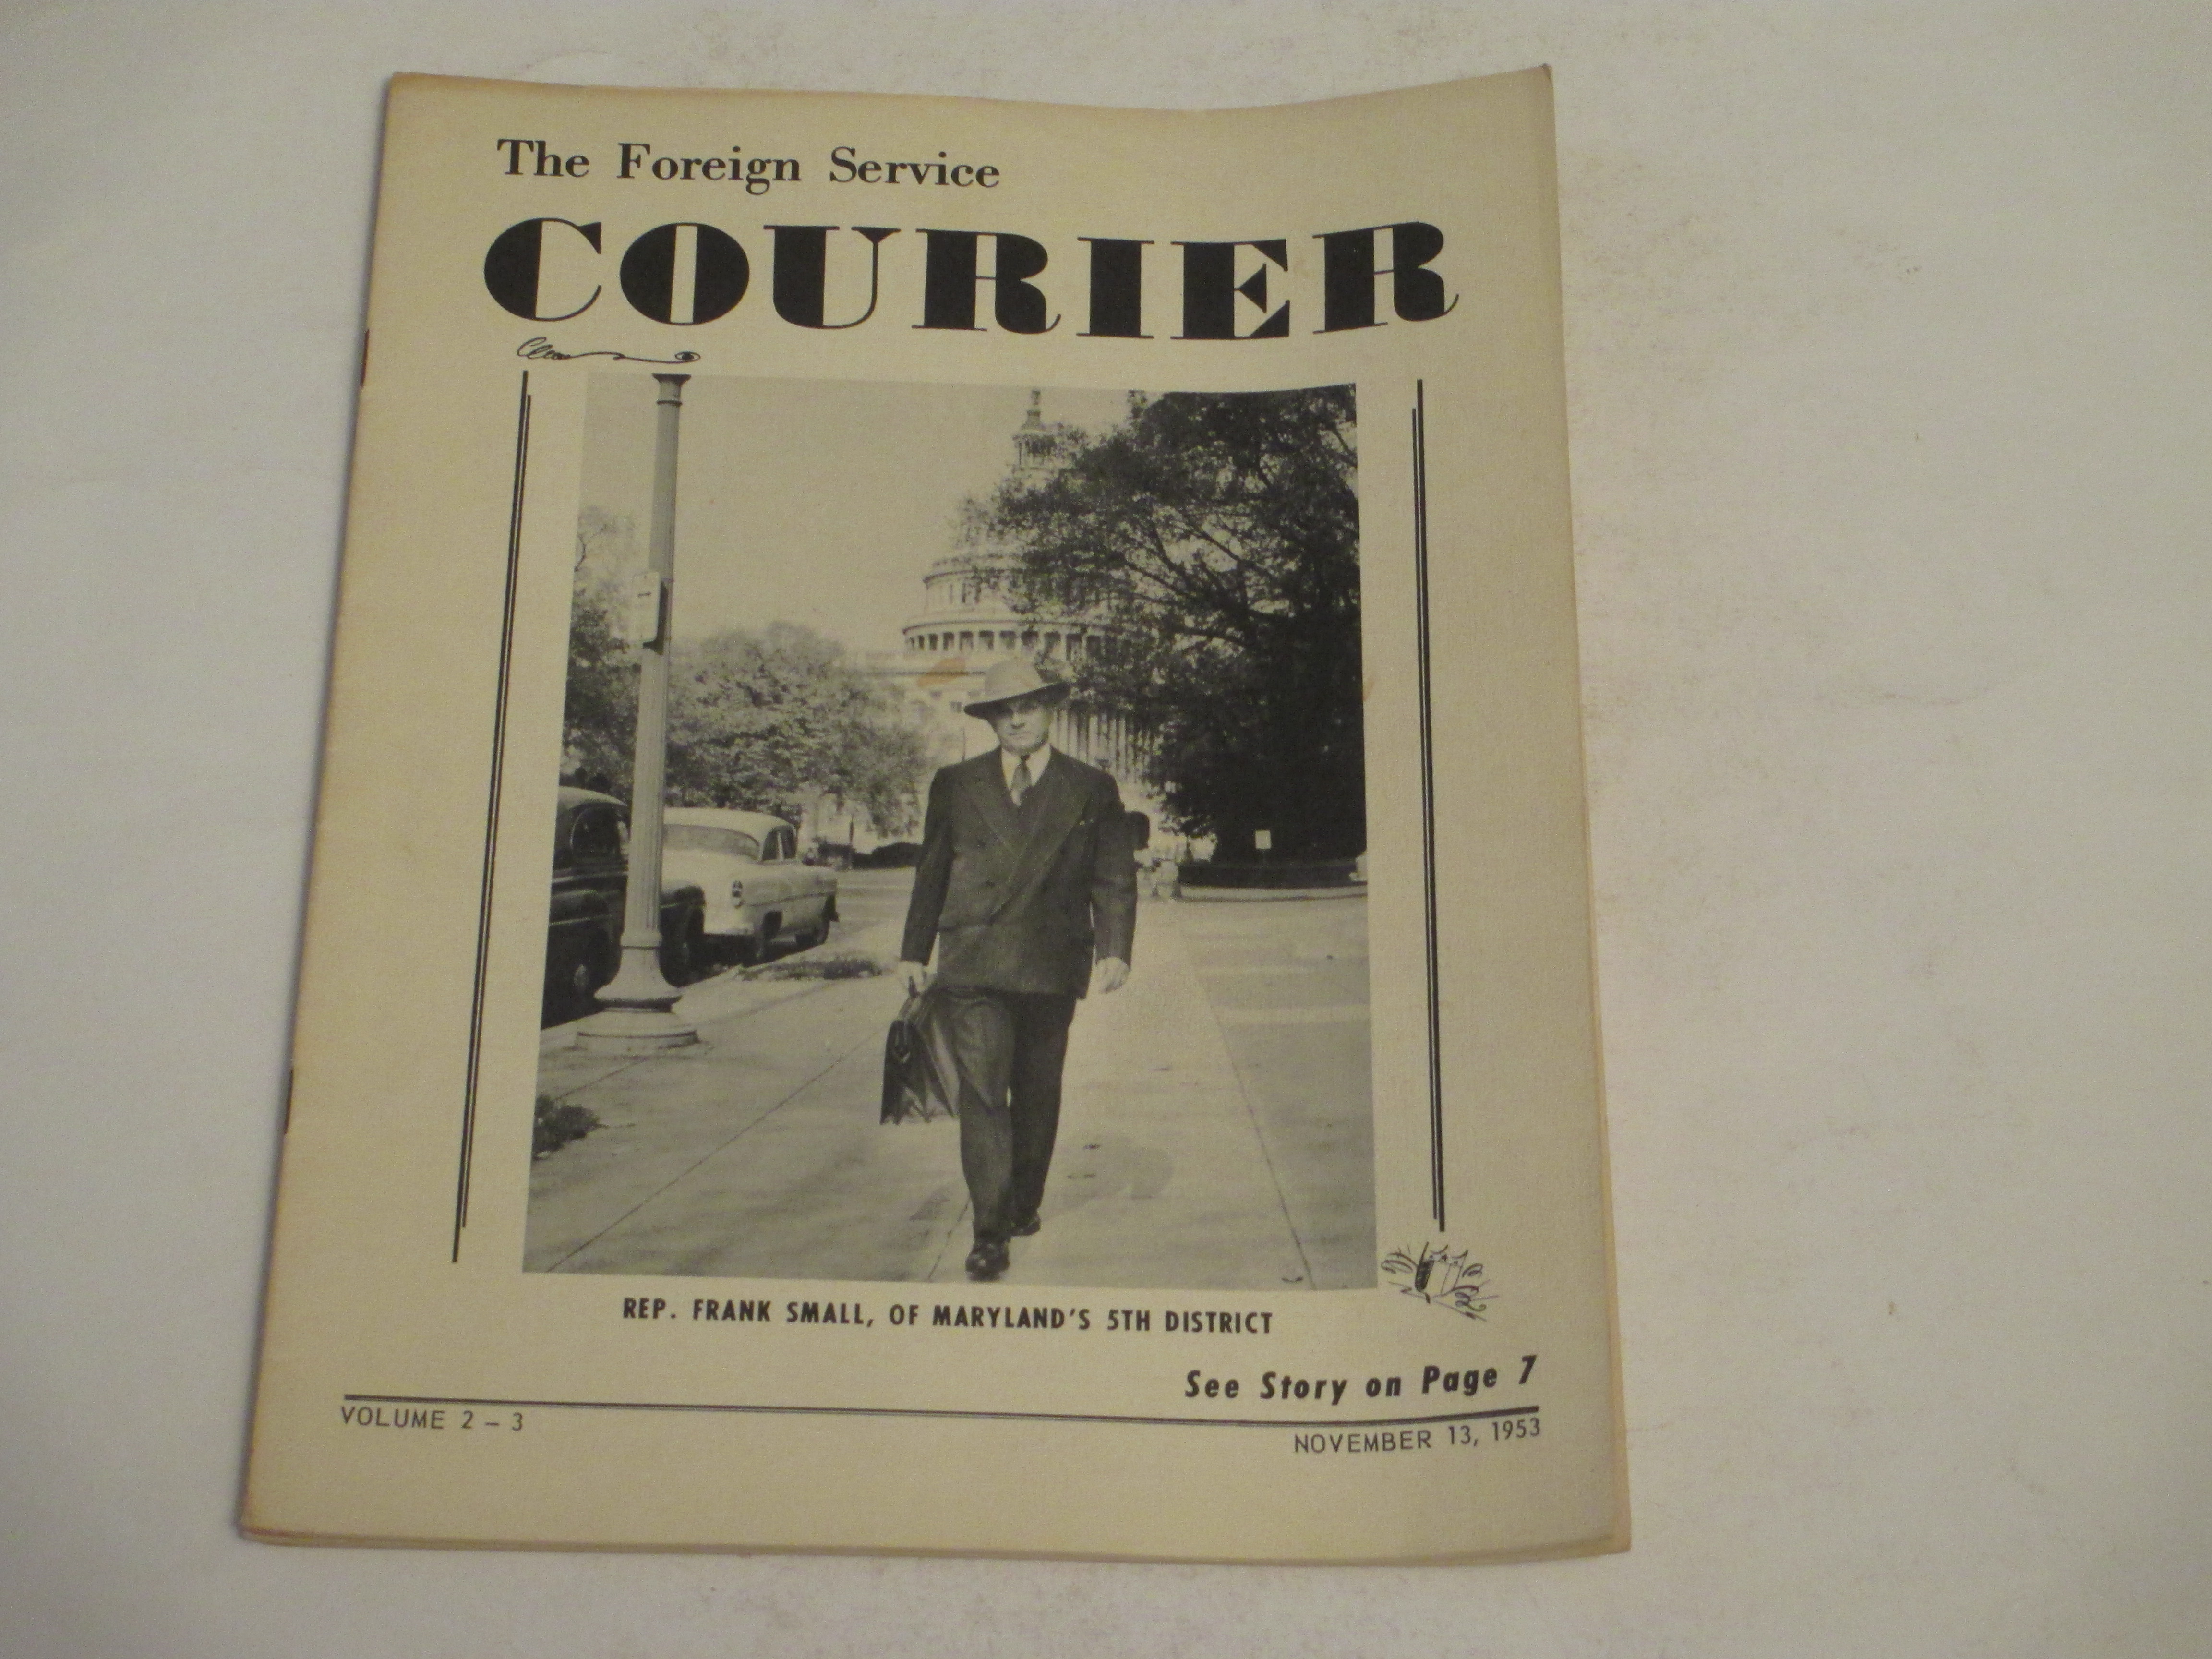 The Foreign Service
COURIER
REP. FRANK SMALL, OF MARYLAND'S 5TH DISTRICT
See Story on Page 7
VOLUME 2 – 3
NOVEMBER 13, 1953